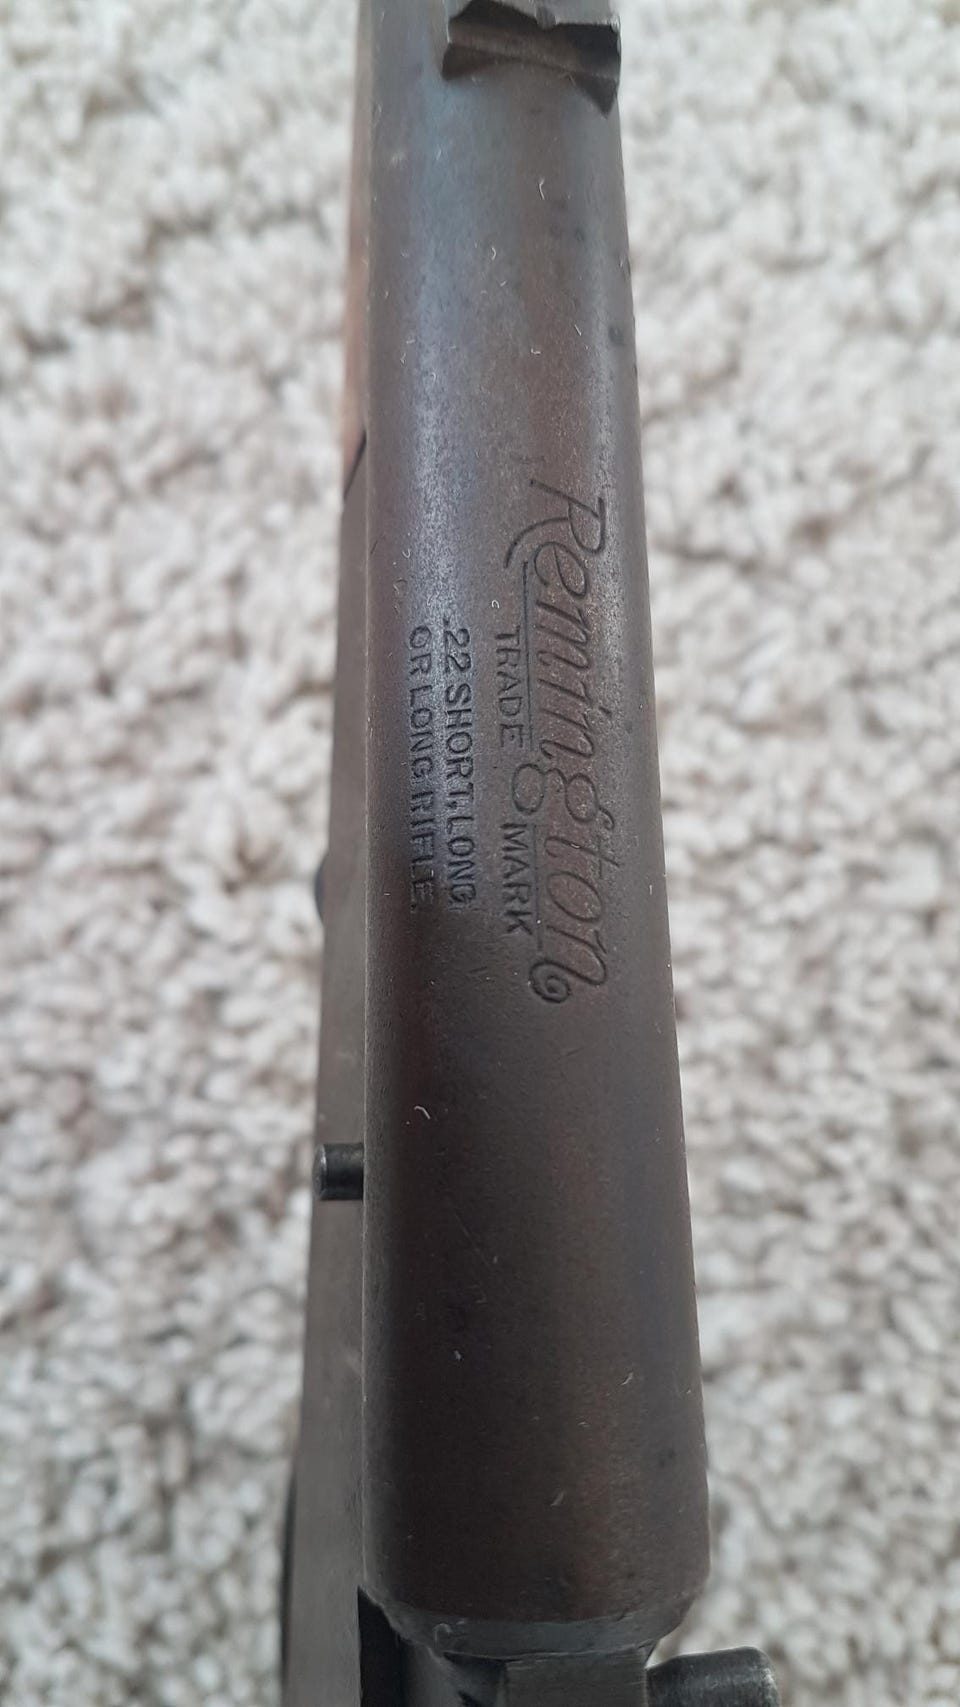 Remington
TRADE MARK
.22 SHORT, LONG
OR LONG RIFLE.